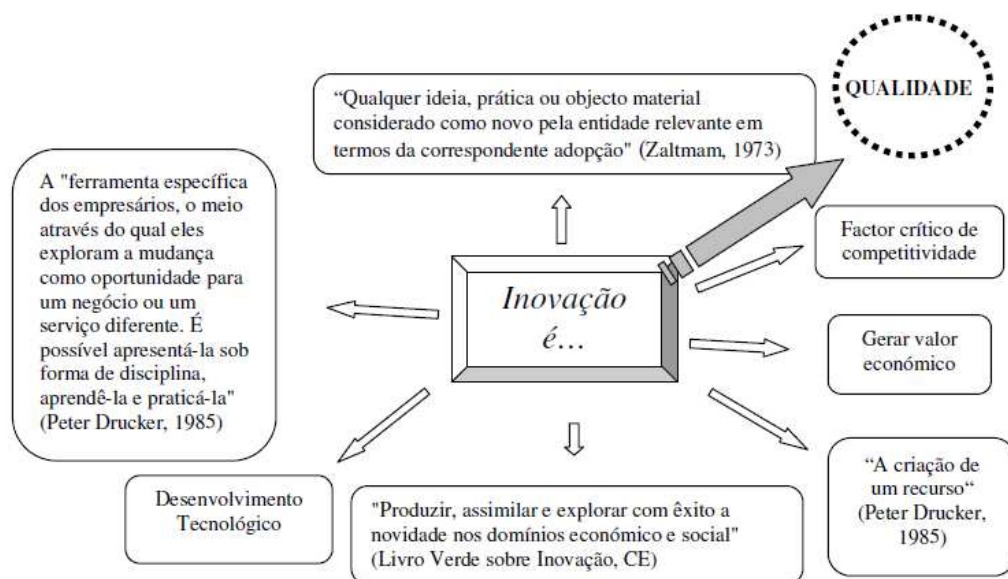 QUALIDADE
“Qualquer ideia, prática ou objecto material
considerado como novo pela entidade relevante em
termos da correspondente adopção" (Zaltmam, 1973)
A "ferramenta específica
dos empresários, o meio
através do qual eles
exploram a mudança
como oportunidade para
um negócio ou um
serviço diferente. É
possível apresentá-la sob
forma de disciplina,
aprendê-la e praticá-la"
(Peter Drucker, 1985)
Inovação
é...
Factor crítico de
competitividade
Gerar valor
económico
“A criação de
um recurso“
(Peter Drucker,
1985)
Desenvolvimento
Tecnológico
"Produzir, assimilar e explorar com êxito a
novidade nos domínios económico e social"
(Livro Verde sobre Inovação, CE)